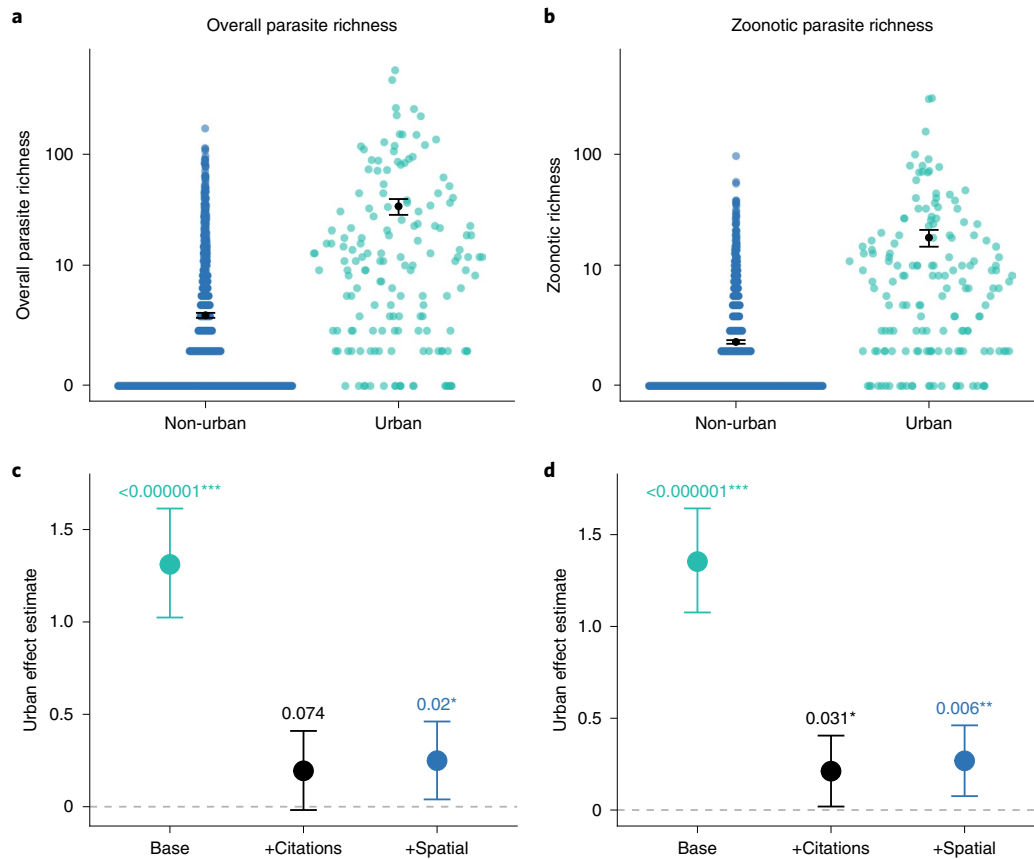 a
Overall parasite richness
Overall parasite richness
100
10
0
Non-urban
Urban
b
Zoonotic parasite richness
Zoonotic richness
100
10
0
Non-urban
Urban
c
<0.000001***
Urban effect estimate
1.5
1.0
0.5
0
0.074
0.02*
Base
+Citations
+Spatial
d
<0.000001***
Urban effect estimate
1.5
1.0
0.5
0
0.031*
0.006**
Base
+Citations
+Spatial